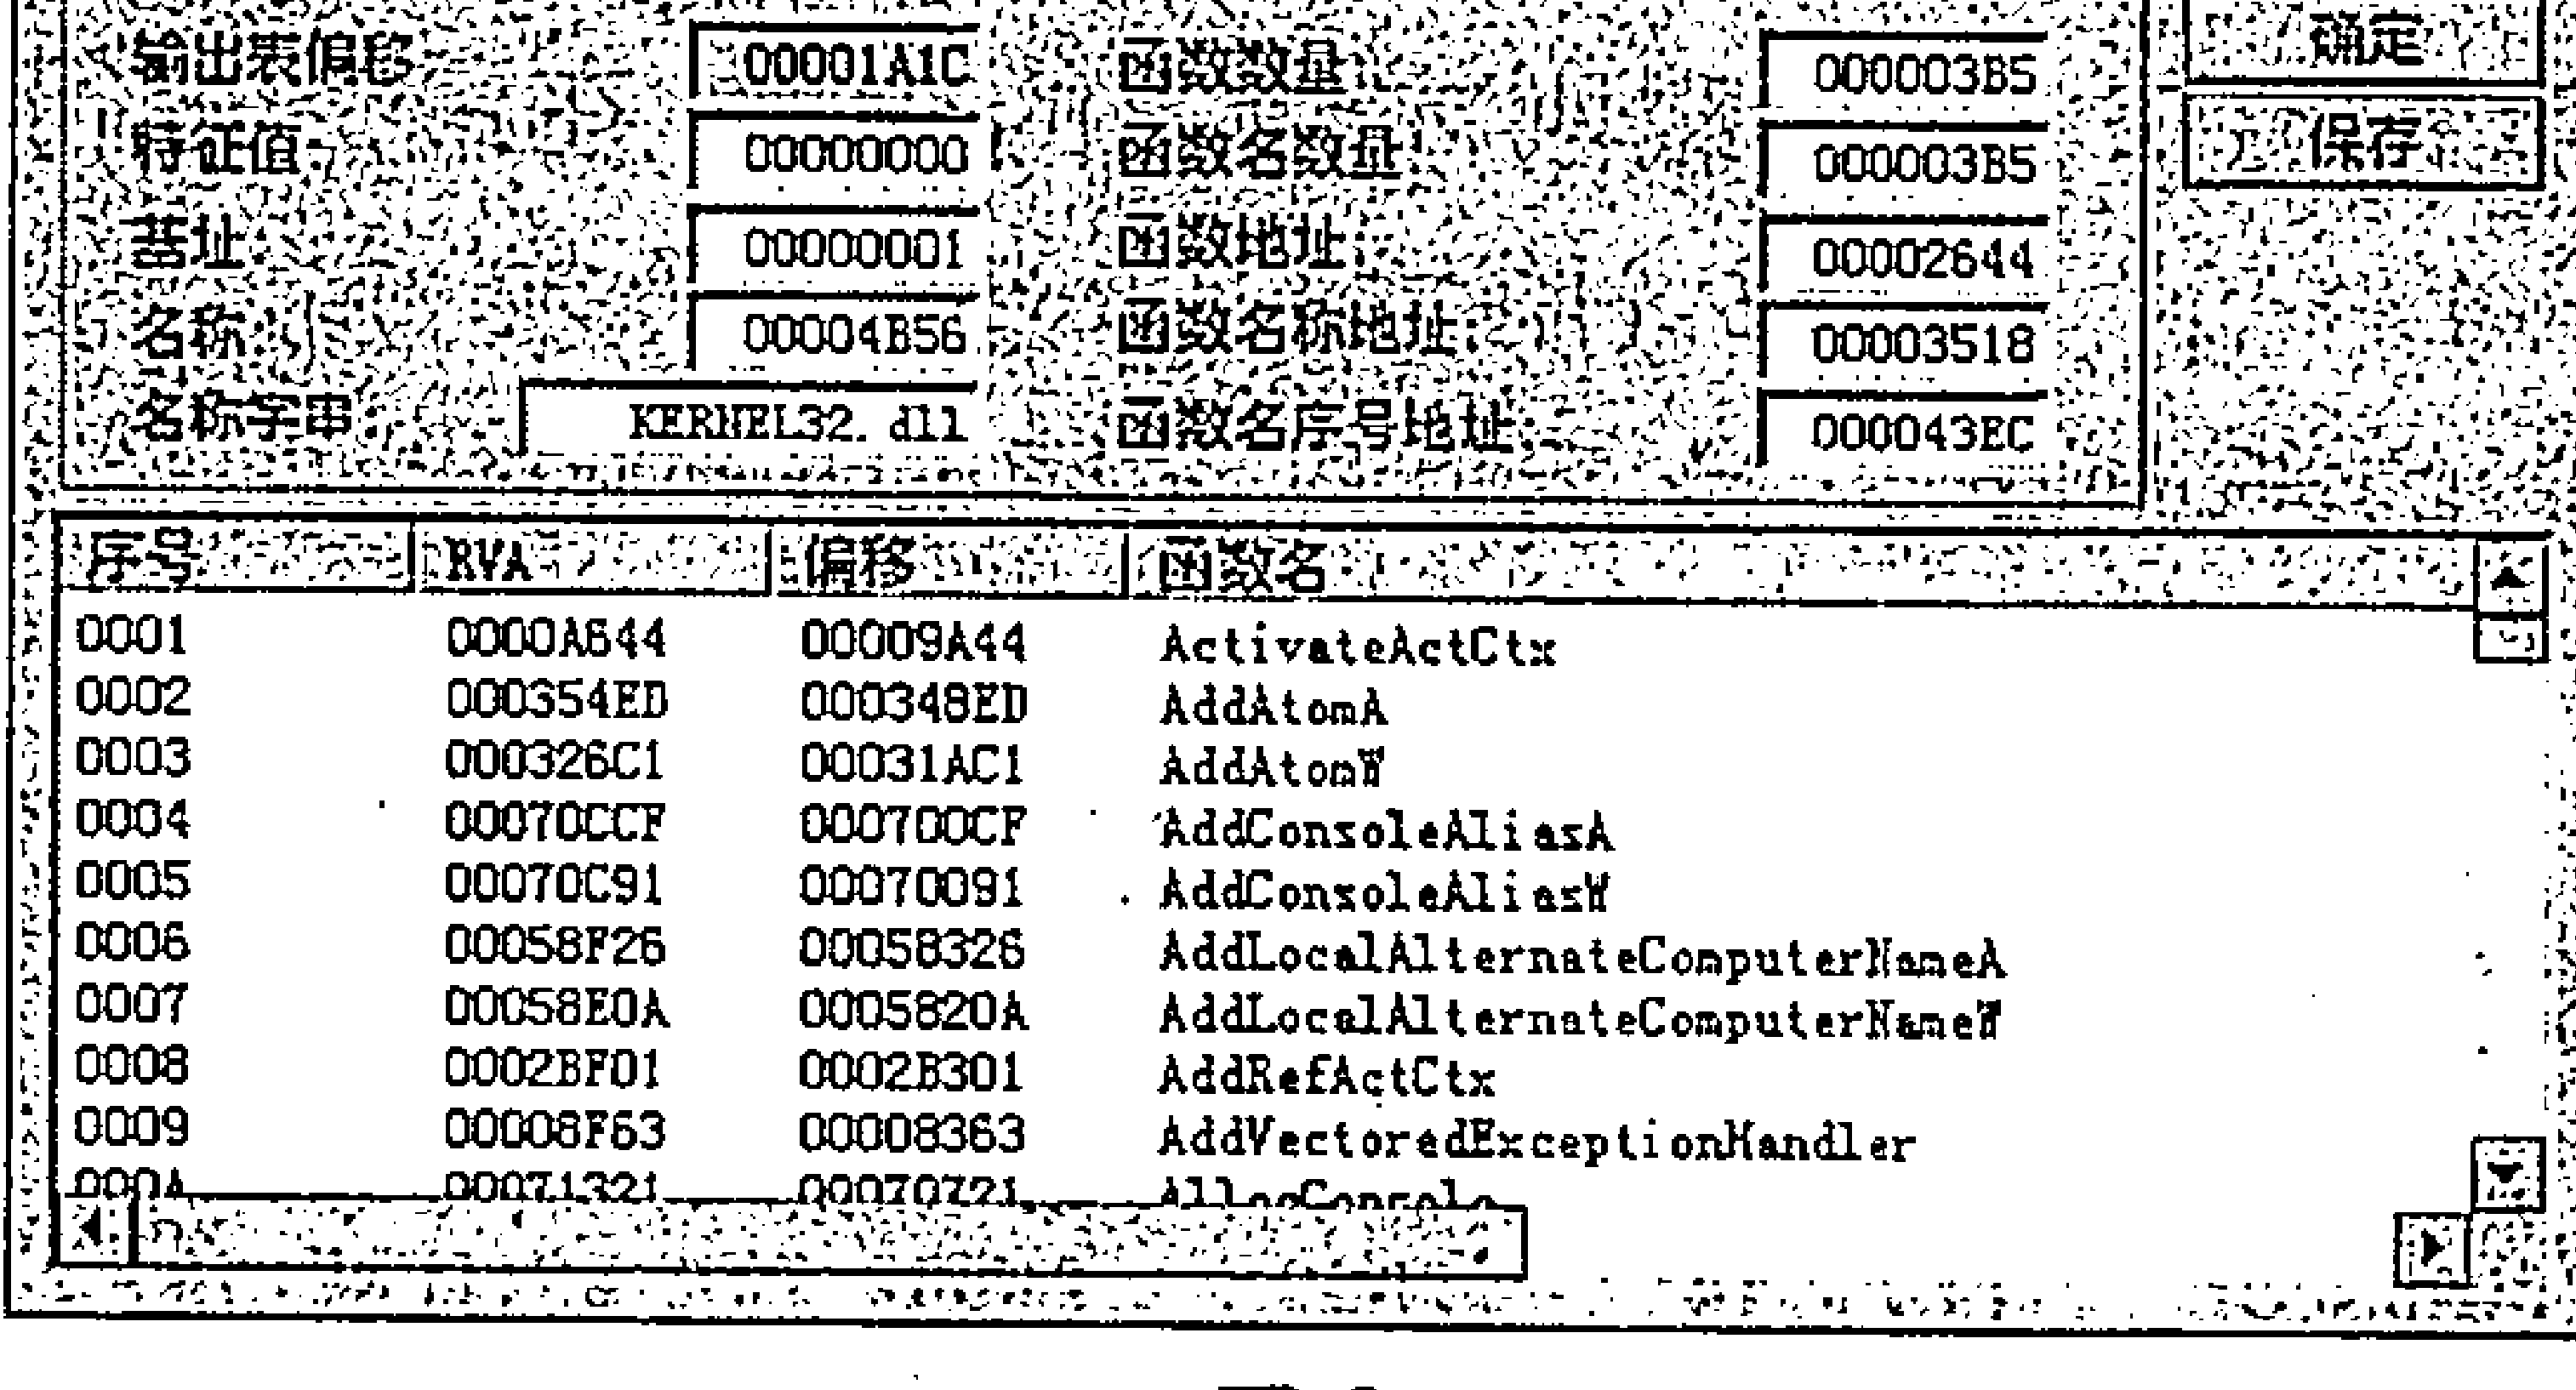 输出表偏移 00001A1C 函数数量 000003B5 确定
特征值 00000000 函数名数量 000003B5 保存
基址 00000001 函数地址 00002644
名称 00004B56 函数名称地址 00003518
名称字串 KERNEL32.dll 函数名序号地址 000043EC
序号 RVA 偏移 函数名
0001 0000A644 00009A44 ActivateActCtx
0002 000354ED 000348ED AddAtomA
0003 000326C1 00031AC1 AddAtomW
0004 00070CCF 000700CF AddConsoleAliasA
0005 00070C91 00070091 AddConsoleAliasW
0006 00058F26 00058326 AddLocalAlternateComputerNameA
0007 00058E0A 0005820A AddLocalAlternateComputerNameW
0008 0002BF01 0002B301 AddRefActCtx
0009 00008F63 00008363 AddVectoredExceptionHandler
000A 00071321 00070721 AllocConsole